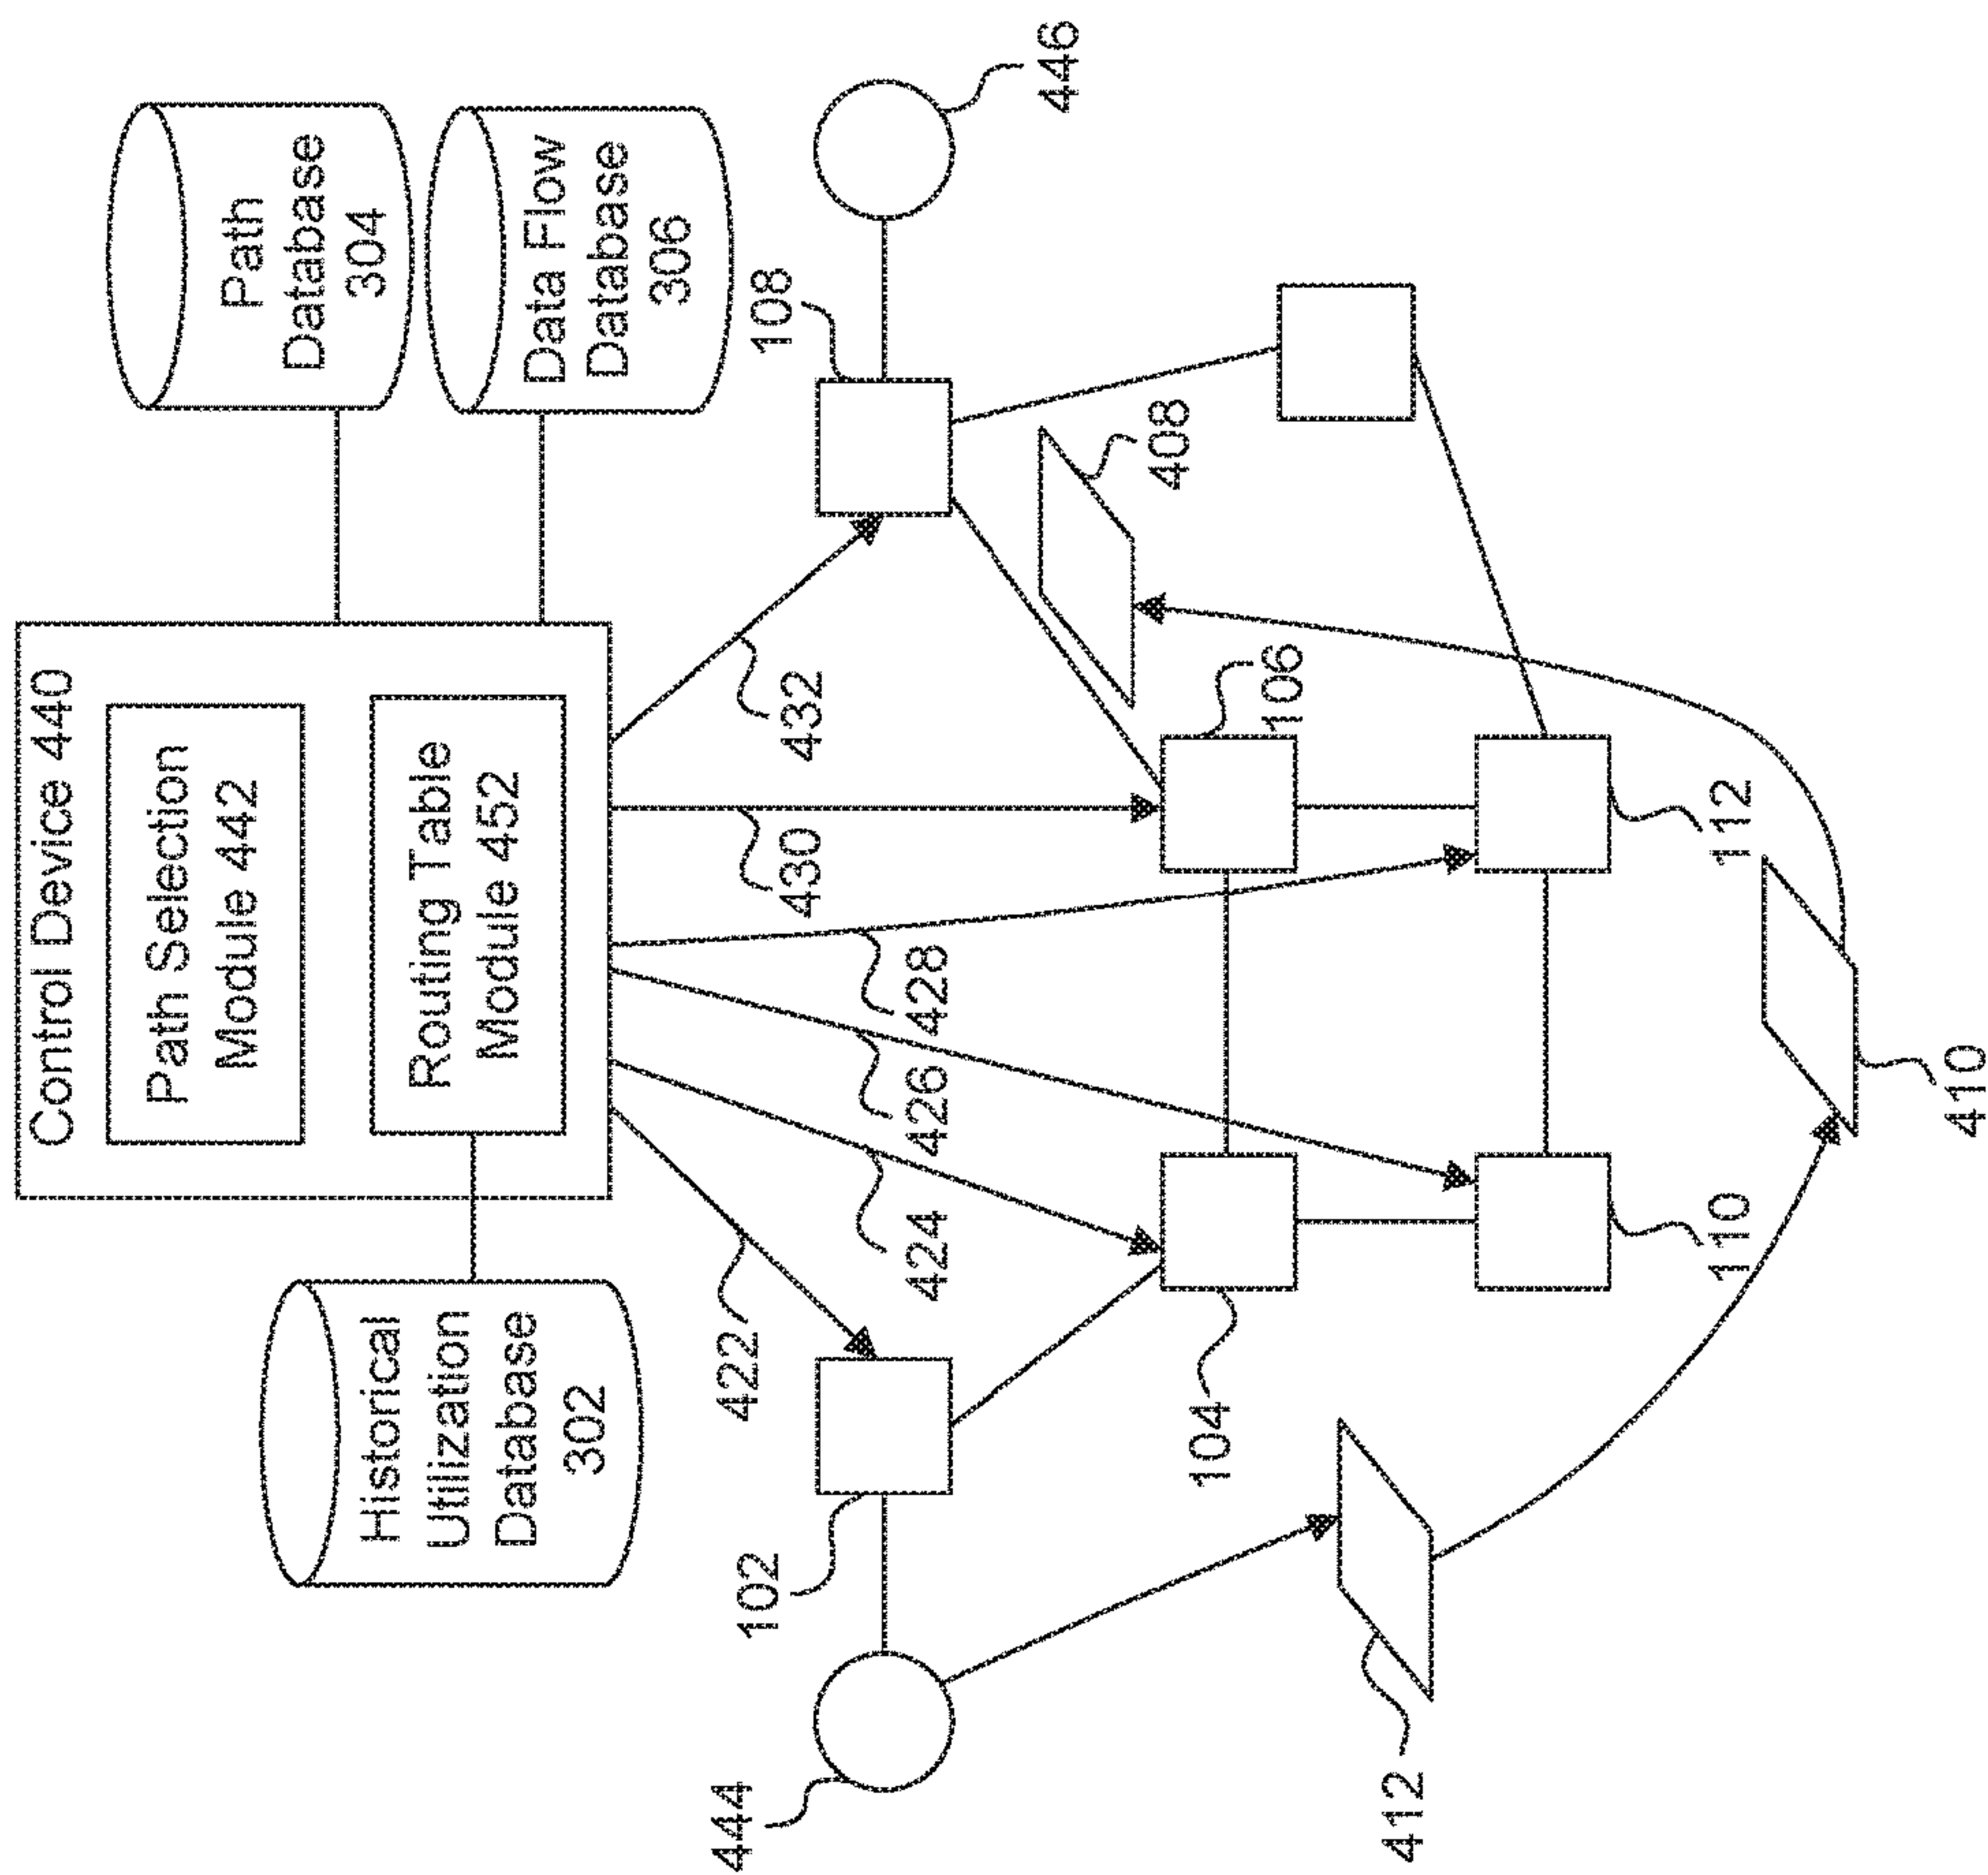 Control Device 440
Path Selection
Module 442
Routing Table
Module 452
Historical
Utilization
Database
302
Path
Database
304
Data Flow
Database
306
444
102
422
424
426
428
430
432
108
446
408
104
106
412
110
112
410